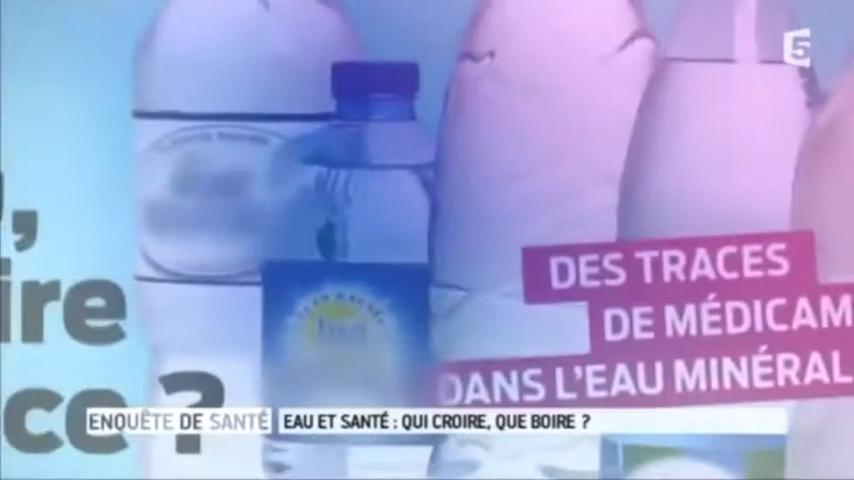 5
,
ire
DES TRACES
DE MÉDICAM
DANS L'EAU MINÉRAL
ce ?
ENQUÊTE DE SANTÉ
EAU ET SANTÉ : QUI CROIRE, QUE BOIRE ?